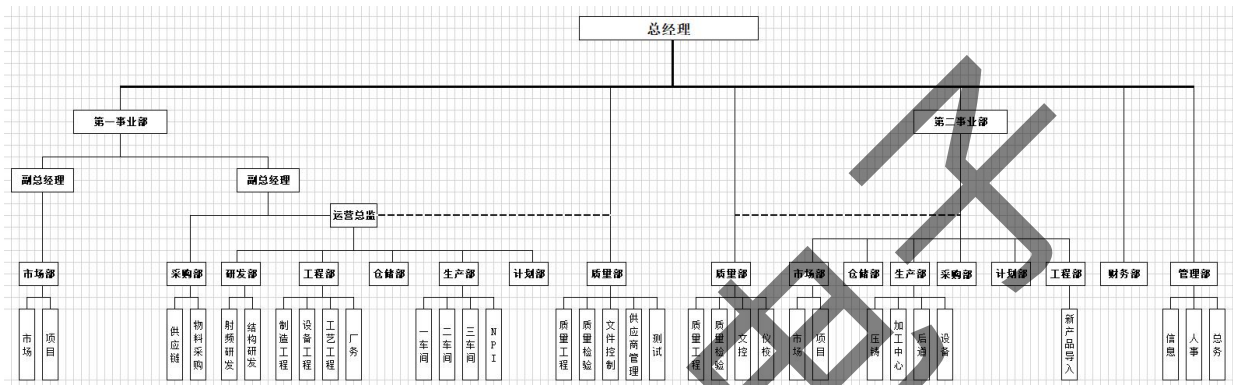 总经理
第一事业部
第二事业部
副总经理
副总经理
运营总监
市场部
采购部
研发部
工程部
仓储部
生产部
计划部
质量部
质量部
市场部
仓储部
生产部
采购部
计划部
工程部
财务部
管理部
市场
项目
供应链
物料采购
射频研发
结构研发
制造工程
设备工程
工艺工程
厂务
一车间
二车间
三车间
NPI
质量工程
质量检验
文件控制
供应商管理
测试
质量工程
质量检验
文控
仪校
市场
项目
压铸
加工中心
后道
设备
新产品导入
信息
人事
总务
电子